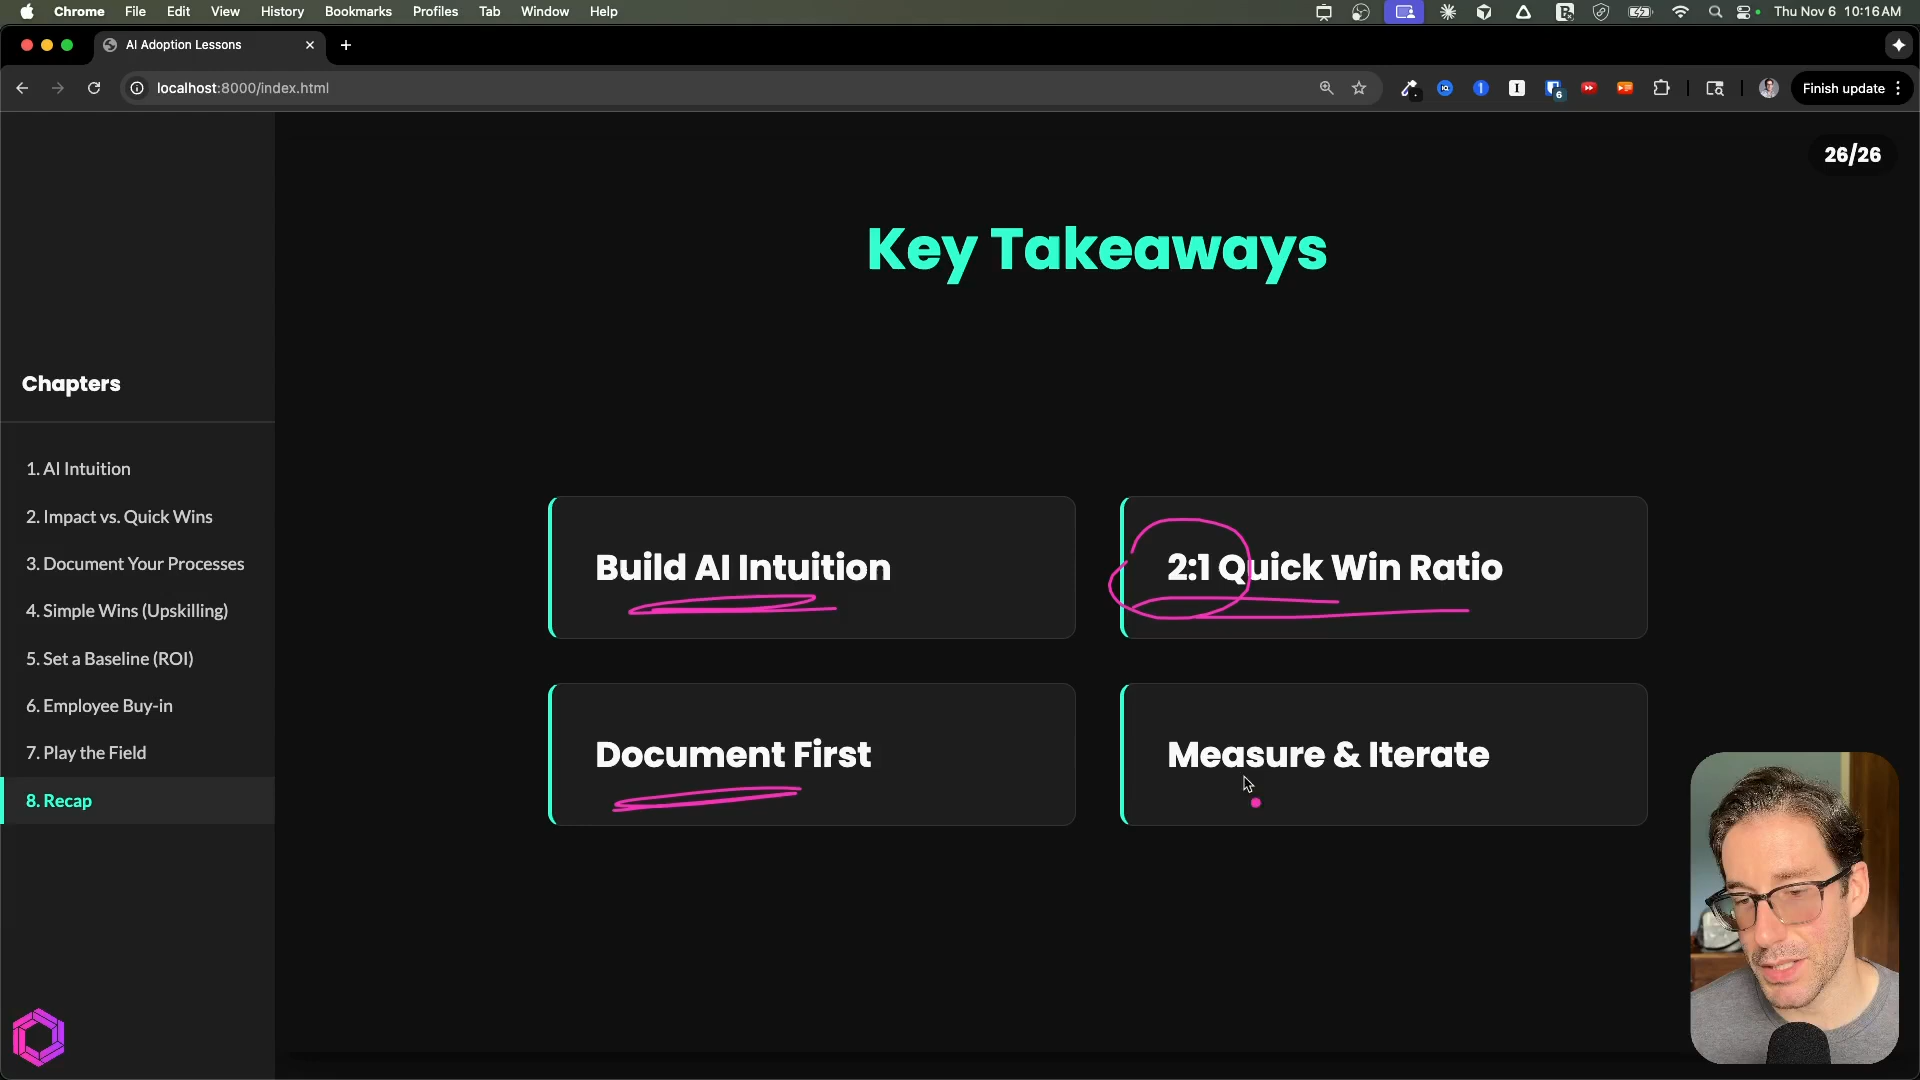 Chrome File Edit View History Bookmarks Profiles Tab Window Help
Thu Nov 6 10:16 AM
AI Adoption Lessons
localhost:8000/index.html
6
Finish update
26/26
Key Takeaways
Chapters
1. AI Intuition
2. Impact vs. Quick Wins
3. Document Your Processes
4. Simple Wins (Upskilling)
5. Set a Baseline (ROI)
6. Employee Buy-in
7. Play the Field
8. Recap
Build AI Intuition
2:1 Quick Win Ratio
Document First
Measure & Iterate